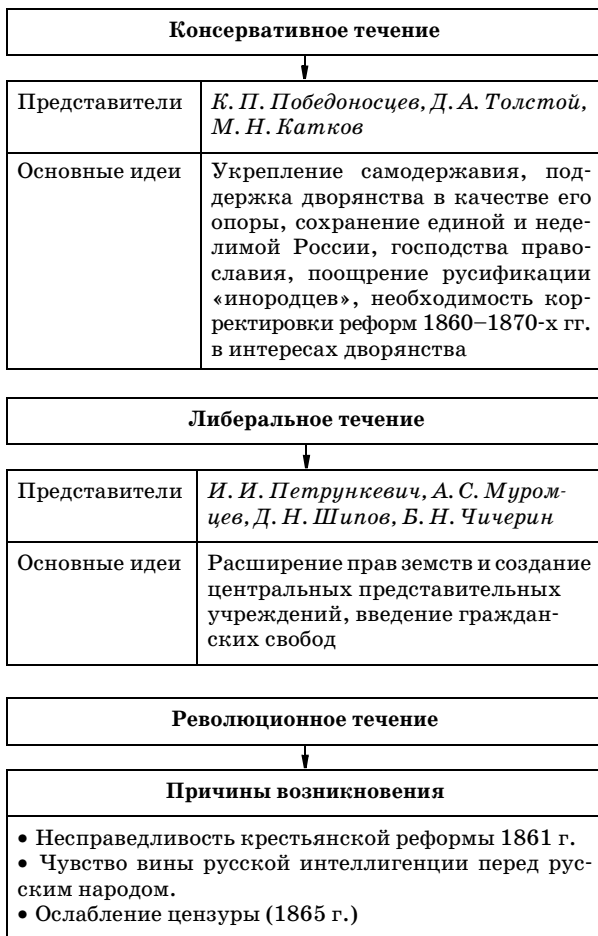 Консервативное течение
Представители
К. П. Победоносцев, Д. А. Толстой,
М. Н. Катков
Основные идеи
Укрепление самодержавия, под-
держка дворянства в качестве его
опоры, сохранение единой и неде-
лимой России, господства право-
славия, поощрение русификации
«инородцев», необходимость кор-
ректировки реформ 1860–1870-х гг.
в интересах дворянства
Либеральное течение
Представители
И. И. Петрункевич, А. С. Муром-
цев, Д. Н. Шипов, Б. Н. Чичерин
Основные идеи
Расширение прав земств и создание
центральных представительных
учреждений, введение граждан-
ских свобод
Революционное течение
Причины возникновения
• Несправедливость крестьянской реформы 1861 г.
• Чувство вины русской интеллигенции перед рус-
ским народом.
• Ослабление цензуры (1865 г.)